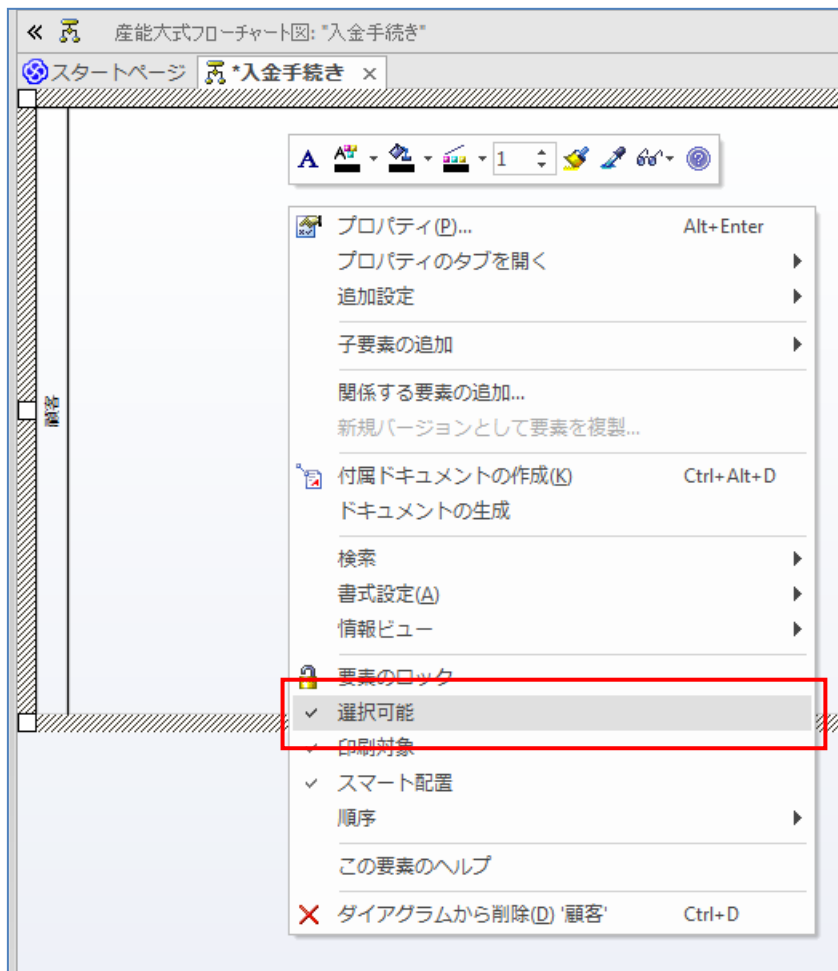 産能大式フローチャート図: "入金手続き"
スタートページ *入金手続き ×
A 1
プロパティ(P)... Alt+Enter
プロパティのタブを開く
追加設定
子要素の追加
関係する要素の追加...
新規バージョンとして要素を複製...
付属ドキュメントの作成(K) Ctrl+Alt+D
ドキュメントの生成
検索
書式設定(A)
情報ビュー
要素のロック
選択可能
印刷対象
スマート配置
順序
この要素のヘルプ
ダイアグラムから削除(D) '顧客' Ctrl+D
顧客